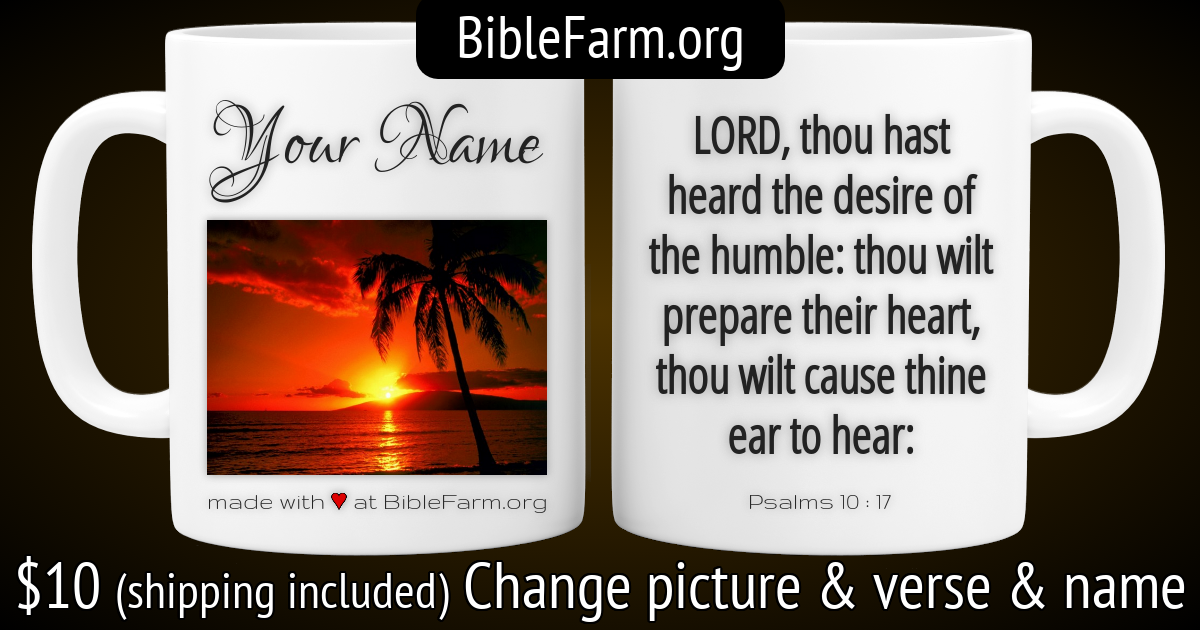 BibleFarm.org
Your Name
made with ♥ at BibleFarm.org
LORD, thou hast
heard the desire of
the humble: thou wilt
prepare their heart,
thou wilt cause thine
ear to hear:
Psalms 10 : 17
$10 (shipping included) Change picture & verse & name